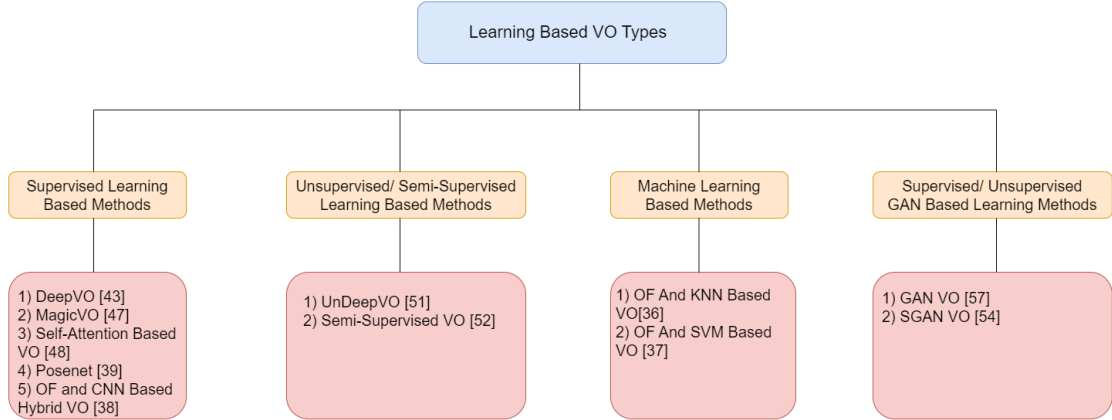 Learning Based VO Types
Supervised Learning
Based Methods
Unsupervised/ Semi-Supervised
Learning Based Methods
Machine Learning
Based Methods
Supervised/ Unsupervised
GAN Based Learning Methods
1) DeepVO [43]
2) MagicVO [47]
3) Self-Attention Based
VO [48]
4) Posenet [39]
5) OF and CNN Based
Hybrid VO [38]
1) UnDeepVO [51]
2) Semi-Supervised VO [52]
1) OF And KNN Based
VO[36]
2) OF And SVM Based
VO [37]
1) GAN VO [57]
2) SGAN VO [54]